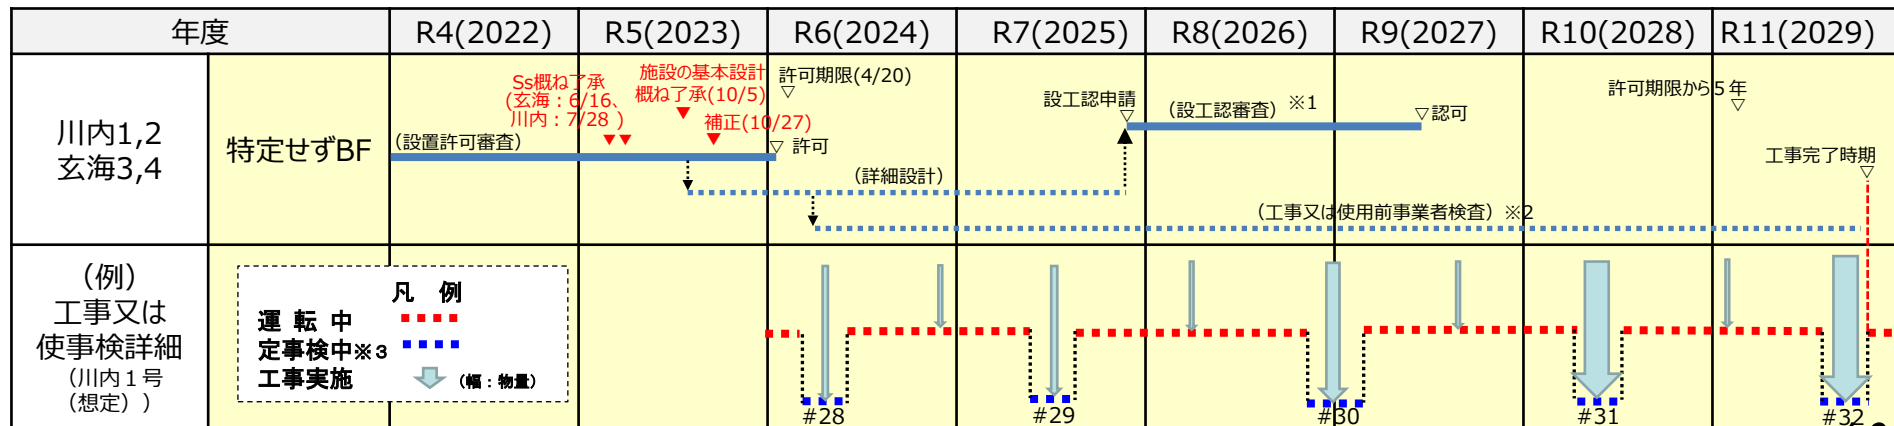 年度
R4(2022)
R5(2023)
R6(2024)
R7(2025)
R8(2026)
R9(2027)
R10(2028)
R11(2029)
川内1,2
玄海3,4
特定せずBF
(設置許可審査)
Ss概ね了承
(玄海：6/16、
川内：7/28 )
施設の基本設計
概ね了承(10/5)
▼
▼▼
▼
補正(10/27)
許可期限(4/20)
▽
▽ 許可
(詳細設計)
設工認申請
▽
(設工認審査) ※1
▽認可
(工事又は使用前事業者検査) ※2
許可期限から５年
▽
工事完了時期
▽
(例)
工事又は
使事検詳細
(川内１号
(想定))
凡 例
運 転 中
定事検中※3
工事実施
(幅：物量)
#28
#29
#30
#31
#32